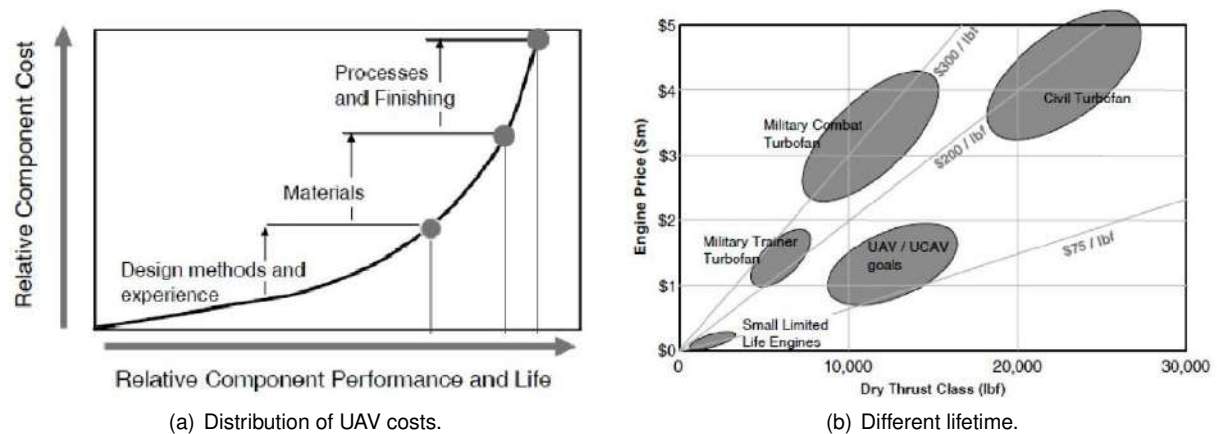 Relative Component Cost
Processes
and Finishing
Materials
Design methods and
experience
Relative Component Performance and Life
(a) Distribution of UAV costs.
Engine Price ($m)
$5
$4
$3
$2
$1
$0
$300 / lbf
Civil Turbofan
Military Combat
Turbofan
$200 / lbf
Military Trainer
Turbofan
UAV / UCAV
goals
$75 / lbf
Small Limited
Life Engines
0
10,000
20,000
30,000
Dry Thrust Class (lbf)
(b) Different lifetime.